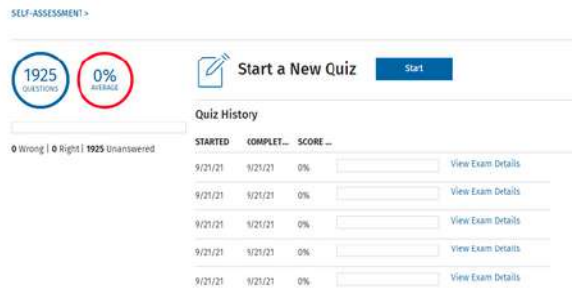 SELF-ASSESSMENT >
1925
QUESTIONS
0%
AVERAGE
0 Wrong | 0 Right | 1925 Unanswered
Start a New Quiz
Start
Quiz History
STARTED COMPLET... SCORE ...
9/21/21 9/21/21 0% View Exam Details
9/21/21 9/21/21 0% View Exam Details
9/21/21 9/21/21 0% View Exam Details
9/21/21 9/21/21 0% View Exam Details
9/21/21 9/21/21 0% View Exam Details